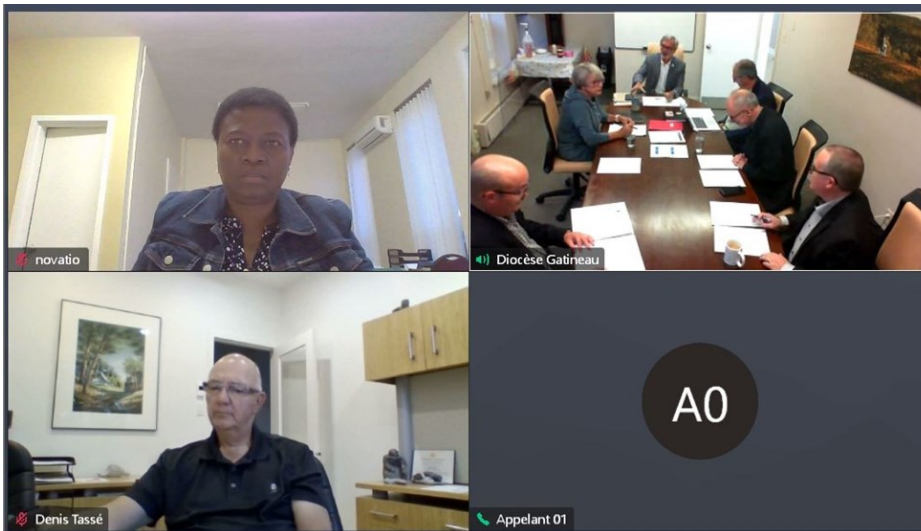 novatio
Diocèse Gatineau
Denis Tassé
A0
Appelant 01